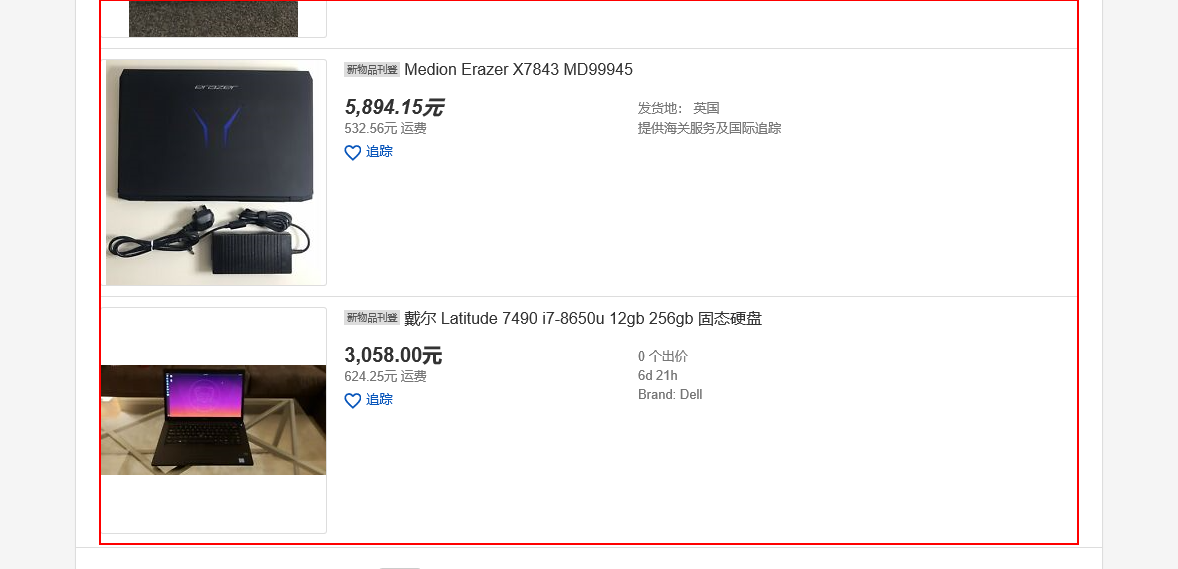 新物品刊登 Medion Erazer X7843 MD99945
erazer
5,894.15元
532.56元 运费
追踪
发货地： 英国
提供海关服务及国际追踪
新物品刊登 戴尔 Latitude 7490 i7-8650u 12gb 256gb 固态硬盘
3,058.00元
624.25元 运费
追踪
0 个出价
6d 21h
Brand: Dell